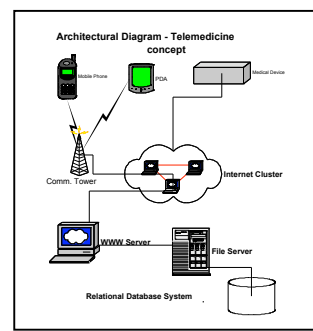 Architectural Diagram - Telemedicine
concept
Mobile Phone
PDA
Medical Device
Comm. Tower
Internet Cluster
WWW Server
File Server
Relational Database System .